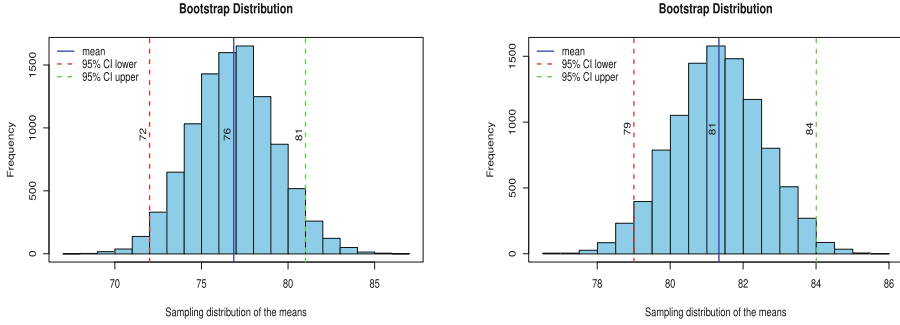 Bootstrap Distribution
mean
95% CI lower
95% CI upper
Frequency
0
500
1000
1500
72
76
81
70
75
80
85
Sampling distribution of the means
Bootstrap Distribution
mean
95% CI lower
95% CI upper
Frequency
0
500
1000
1500
79
81
84
78
80
82
84
86
Sampling distribution of the means